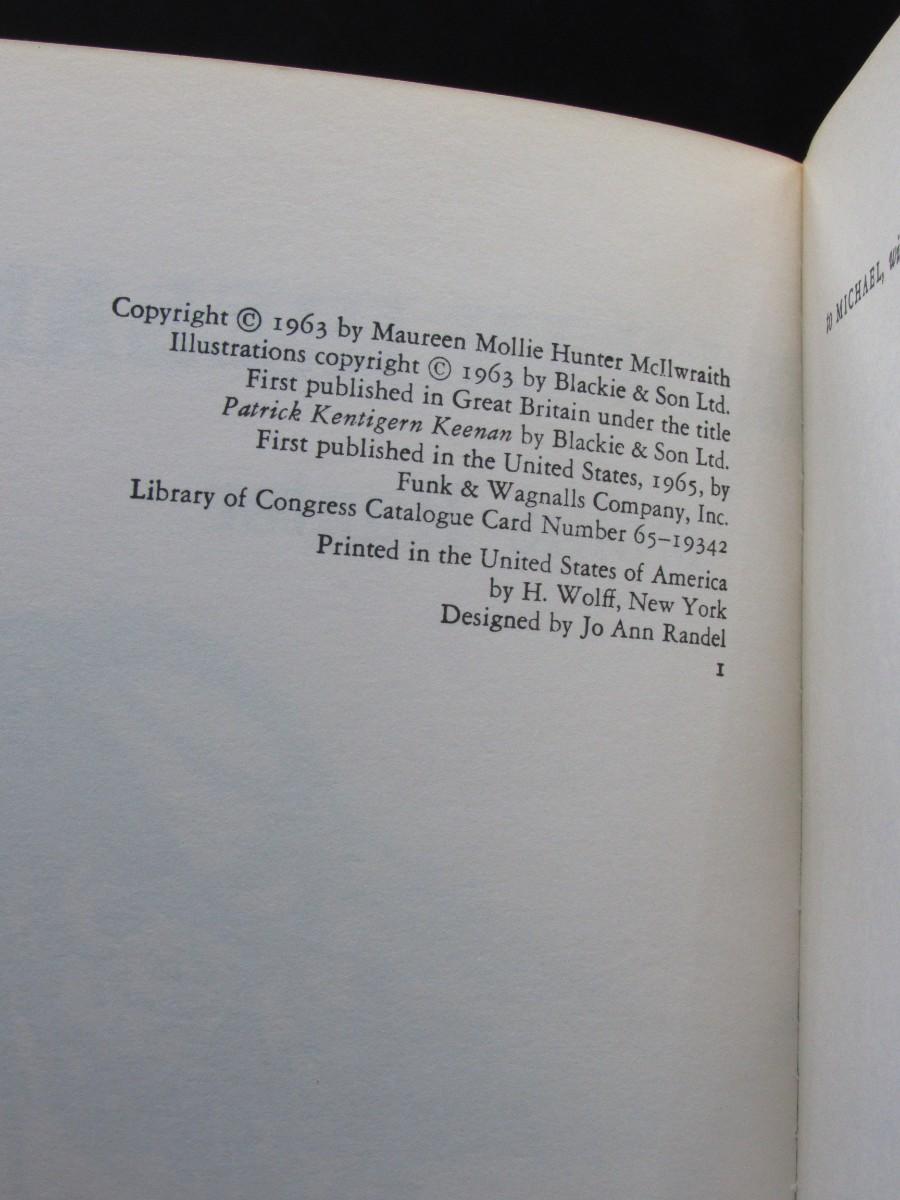 Copyright © 1963 by Maureen Mollie Hunter McIlwraith
Illustrations copyright © 1963 by Blackie & Son Ltd.
First published in Great Britain under the title
Patrick Kentigern Keenan by Blackie & Son Ltd.
First published in the United States, 1965, by
Funk & Wagnalls Company, Inc.
Library of Congress Catalogue Card Number 65–19342
Printed in the United States of America
by H. Wolff, New York
Designed by Jo Ann Randel
1
to MICHAEL,